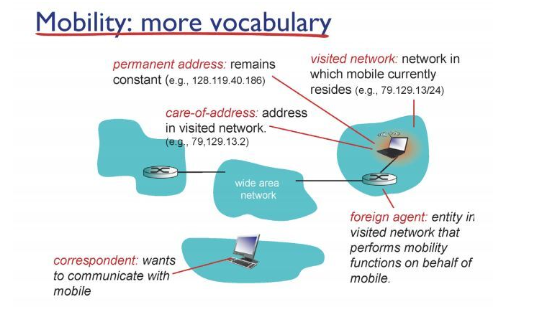 Mobility: more vocabulary
permanent address: remains
constant (e.g., 128.119.40.186)
visited network: network in
which mobile currently
resides (e.g., 79.129.13/24)
care-of-address: address
in visited network.
(e.g., 79,129.13.2)
wide area
network
foreign agent: entity in
visited network that
performs mobility
functions on behalf of
mobile.
correspondent: wants
to communicate with
mobile